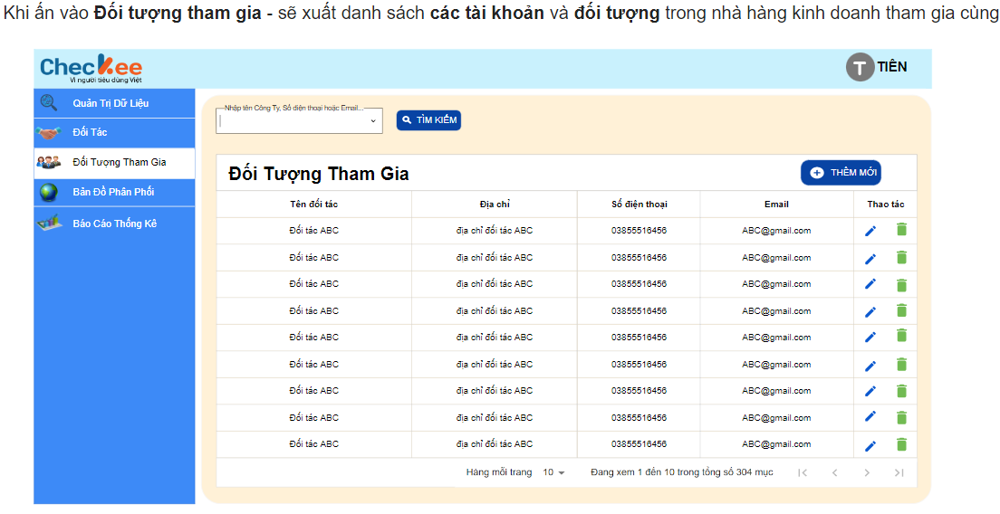 Khi ấn vào Đối tượng tham gia - sẽ xuất danh sách các tài khoản và đối tượng trong nhà hàng kinh doanh tham gia cùng
Checkee
Vì người tiêu dùng Việt
T TIÊN
Quản Trị Dữ Liệu
Đối Tác
Đối Tượng Tham Gia
Bản Đồ Phân Phối
Báo Cáo Thống Kê
Nhập tên Công Ty, Số điện thoại hoặc Email...
TÌM KIẾM
Đối Tượng Tham Gia
THÊM MỚI
Tên đối tác Địa chỉ Số điện thoại Email Thao tác
Đối tác ABC địa chỉ đối tác ABC 03855516456 ABC@gmail.com
Đối tác ABC địa chỉ đối tác ABC 03855516456 ABC@gmail.com
Đối tác ABC địa chỉ đối tác ABC 03855516456 ABC@gmail.com
Đối tác ABC địa chỉ đối tác ABC 03855516456 ABC@gmail.com
Đối tác ABC địa chỉ đối tác ABC 03855516456 ABC@gmail.com
Đối tác ABC địa chỉ đối tác ABC 03855516456 ABC@gmail.com
Đối tác ABC địa chỉ đối tác ABC 03855516456 ABC@gmail.com
Đối tác ABC địa chỉ đối tác ABC 03855516456 ABC@gmail.com
Đối tác ABC địa chỉ đối tác ABC 03855516456 ABC@gmail.com
Hàng mỗi trang 10 Đang xem 1 đến 10 trong tổng số 304 mục